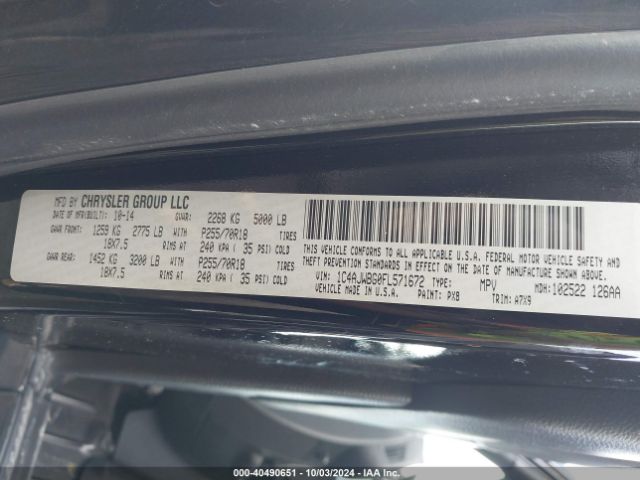 MFD BY CHRYSLER GROUP LLC
DATE OF MFR(BUILT): 10-14 GVWR: 2268 KG 5000 LB
GAWR FRONT: 1259 KG 2775 LB WITH P255/70R18 TIRES
18X7.5 RIMS AT 240 KPA ( 35 PSI) COLD
GAWR REAR: 1452 KG 3200 LB WITH P255/70R18 TIRES
18X7.5 RIMS AT 240 KPA ( 35 PSI) COLD
THIS VEHICLE CONFORMS TO ALL APPLICABLE U.S.A. FEDERAL MOTOR VEHICLE SAFETY AND
THEFT PREVENTION STANDARDS IN EFFECT ON THE DATE OF MANUFACTURE SHOWN ABOVE.
VIN: 1C4AJWBG0FL571672 TYPE: MPV MDH: 102522 126AA
VEHICLE MADE IN U.S.A. PAINT: PX8 TRIM: A7X9
000-40490651 | 10/03/2024 | IAA Inc.